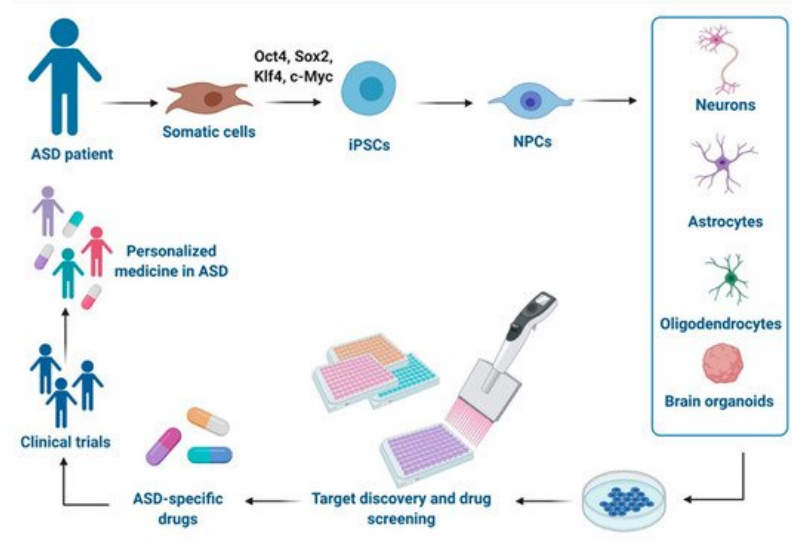 Oct4, Sox2,
Klf4, c-Myc
ASD patient
Somatic cells
iPSCs
NPCs
Neurons
Astrocytes
Oligodendrocytes
Brain organoids
Personalized
medicine in ASD
Clinical trials
ASD-specific
drugs
Target discovery and drug
screening